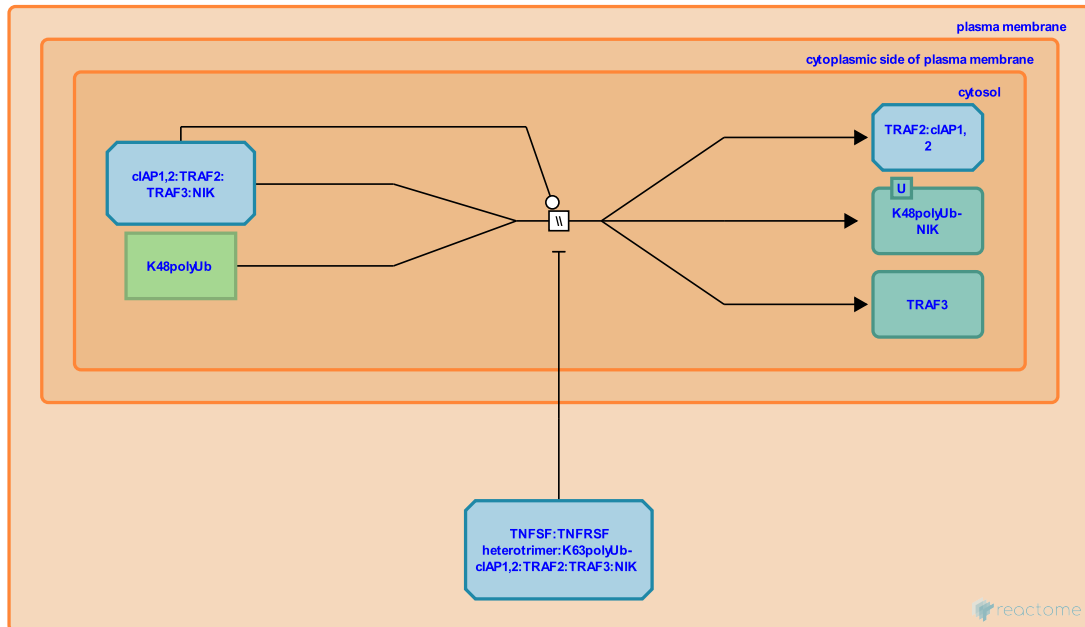 plasma membrane
cytoplasmic side of plasma membrane
cytosol
cIAP1,2:TRAF2:
TRAF3:NIK
K48polyUb
\\
TRAF2:cIAP1,
2
U
K48polyUb-
NIK
TRAF3
TNFSF:TNFRSF
heterotrimer:K63polyUb-
cIAP1,2:TRAF2:TRAF3:NIK
reactome